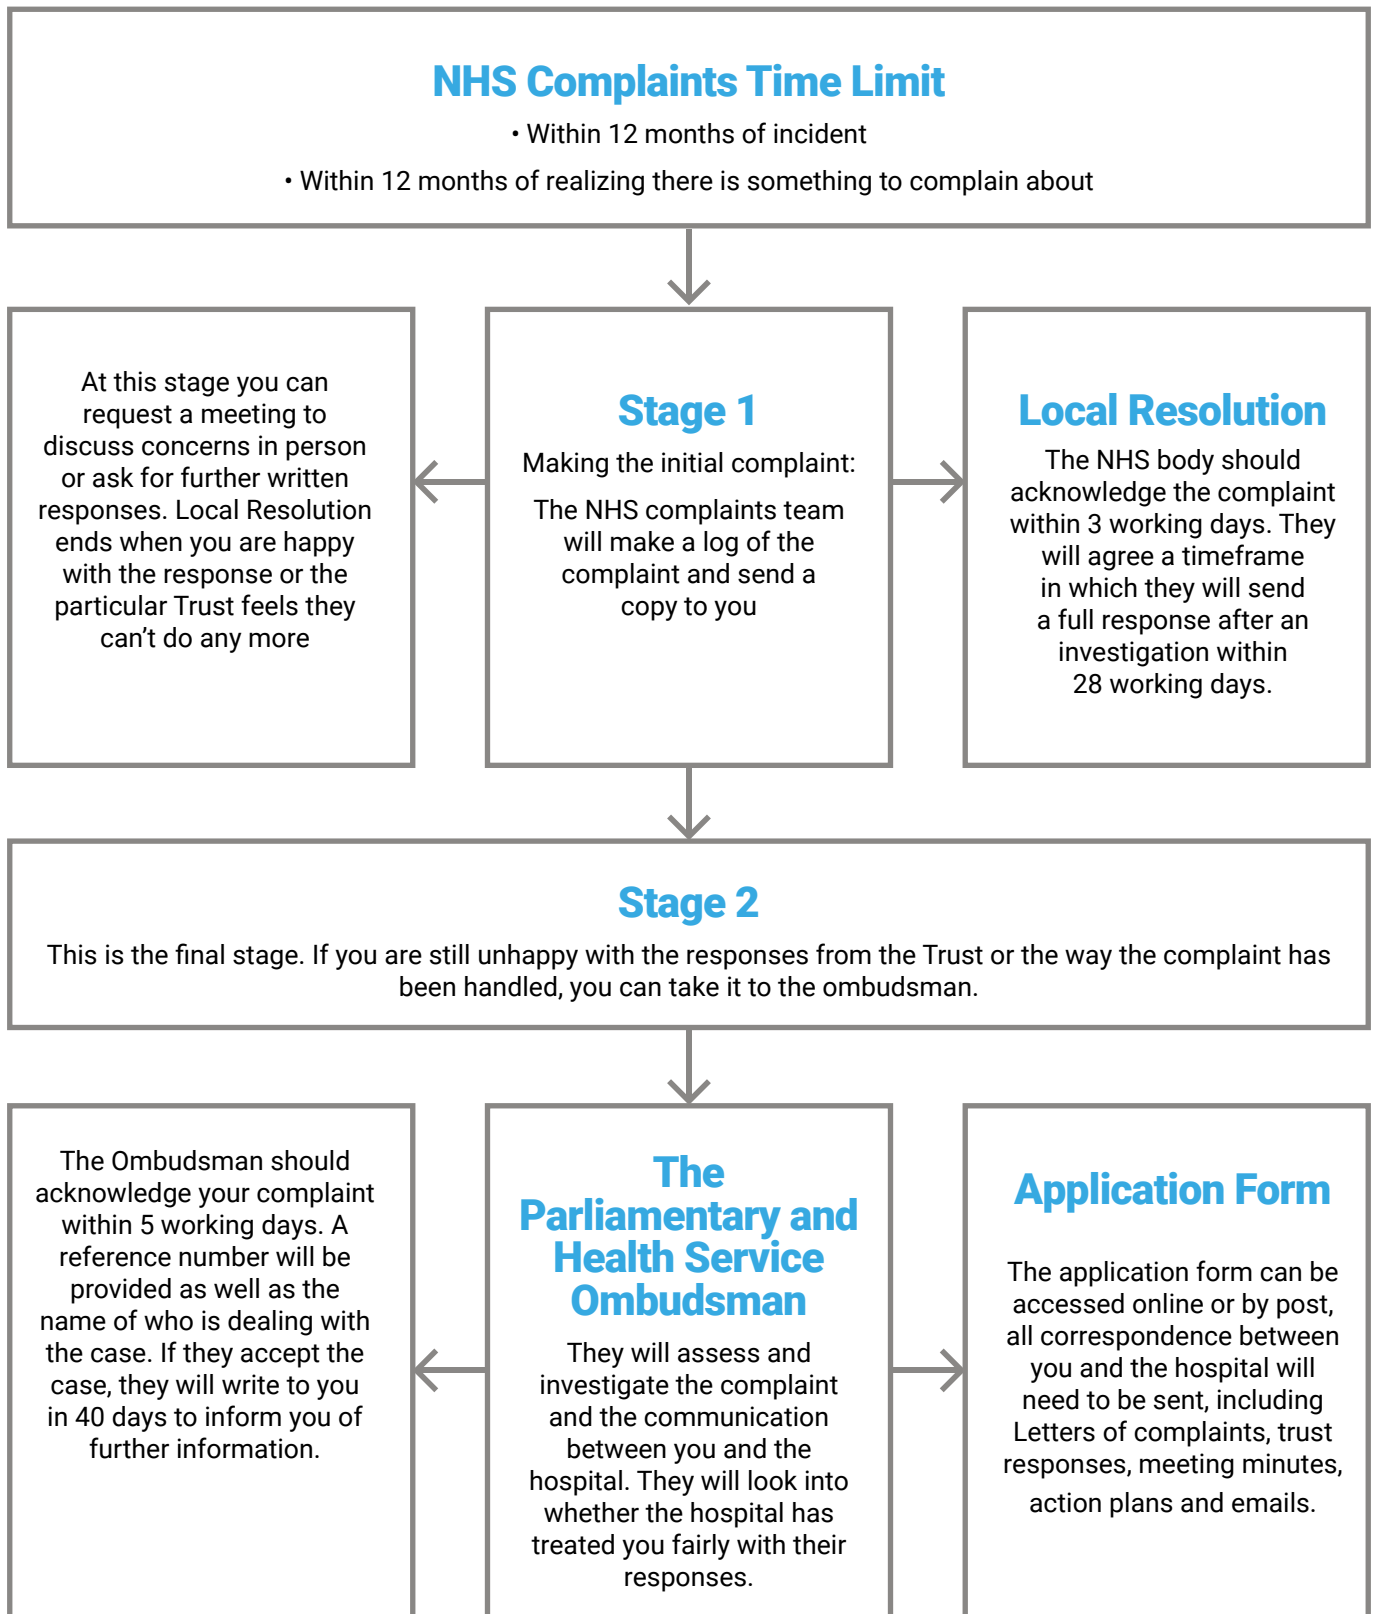 NHS Complaints Time Limit
• Within 12 months of incident
• Within 12 months of realizing there is something to complain about
At this stage you can
request a meeting to
discuss concerns in person
or ask for further written
responses. Local Resolution
ends when you are happy
with the response or the
particular Trust feels they
can’t do any more
Stage 1
Making the initial complaint:
The NHS complaints team
will make a log of the
complaint and send a
copy to you
Local Resolution
The NHS body should
acknowledge the complaint
within 3 working days. They
will agree a timeframe
in which they will send
a full response after an
investigation within
28 working days.
Stage 2
This is the final stage. If you are still unhappy with the responses from the Trust or the way the complaint has
been handled, you can take it to the ombudsman.
The Ombudsman should
acknowledge your complaint
within 5 working days. A
reference number will be
provided as well as the
name of who is dealing with
the case. If they accept the
case, they will write to you
in 40 days to inform you of
further information.
The
Parliamentary and
Health Service
Ombudsman
They will assess and
investigate the complaint
and the communication
between you and the
hospital. They will look into
whether the hospital has
treated you fairly with their
responses.
Application Form
The application form can be
accessed online or by post,
all correspondence between
you and the hospital will
need to be sent, including
Letters of complaints, trust
responses, meeting minutes,
action plans and emails.